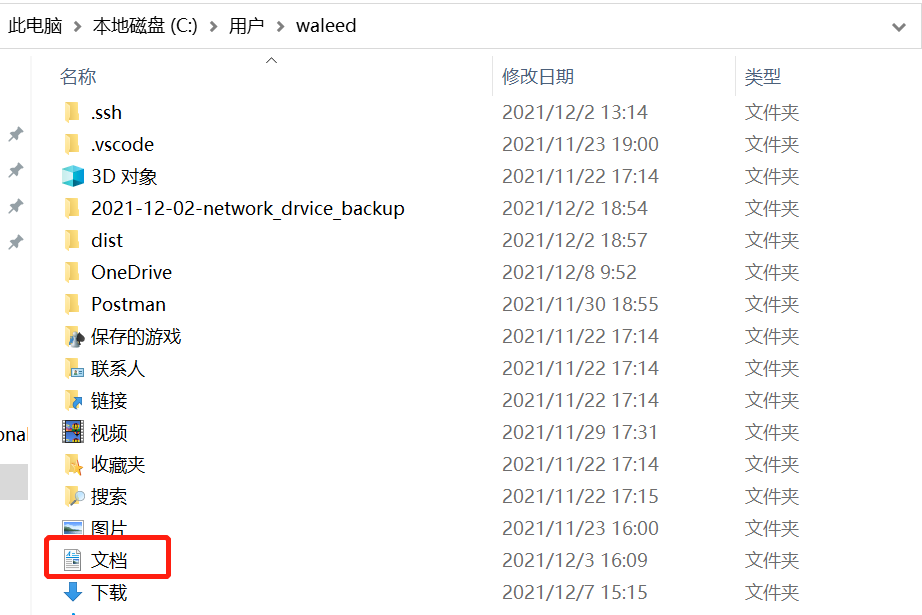 此电脑 > 本地磁盘 (C:) > 用户 > waleed
名称 修改日期 类型
.ssh 2021/12/2 13:14 文件夹
.vscode 2021/11/23 19:00 文件夹
3D 对象 2021/11/22 17:14 文件夹
2021-12-02-network_drvice_backup 2021/12/2 18:54 文件夹
dist 2021/12/2 18:57 文件夹
OneDrive 2021/12/8 9:52 文件夹
Postman 2021/11/30 18:55 文件夹
保存的游戏 2021/11/22 17:14 文件夹
联系人 2021/11/22 17:14 文件夹
链接 2021/11/22 17:14 文件夹
onal 视频 2021/11/29 17:31 文件夹
收藏夹 2021/11/22 17:14 文件夹
搜索 2021/11/22 17:15 文件夹
图片 2021/11/23 16:00 文件夹
文档 2021/12/3 16:09 文件夹
下载 2021/12/7 15:15 文件夹